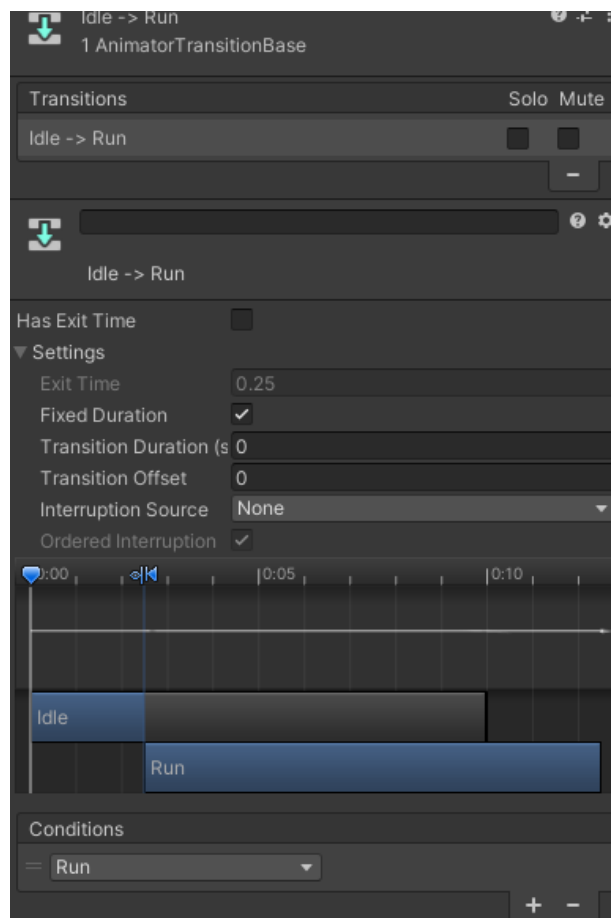 Idle -> Run
1 AnimatorTransitionBase
Transitions Solo Mute
Idle -> Run
Idle -> Run
Has Exit Time
Settings
Exit Time 0.25
Fixed Duration
Transition Duration (s 0
Transition Offset 0
Interruption Source None
Ordered Interruption
0:00 0:05 0:10
Idle
Run
Conditions
Run